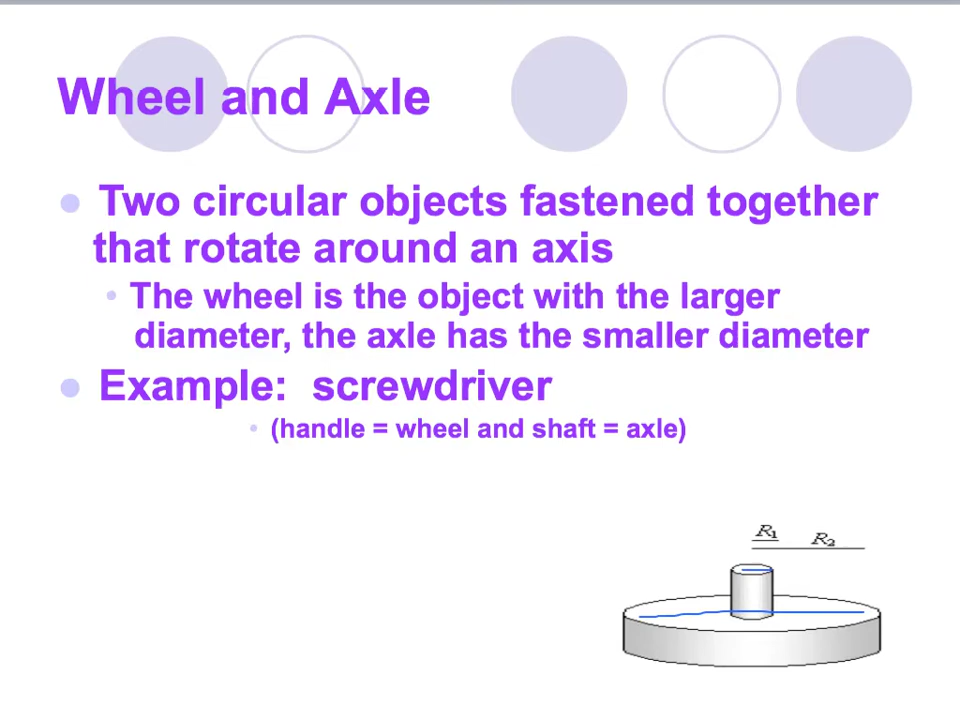 Wheel and Axle
Two circular objects fastened together
that rotate around an axis
The wheel is the object with the larger
diameter, the axle has the smaller diameter
Example: screwdriver
(handle = wheel and shaft = axle)
R₁
R₂